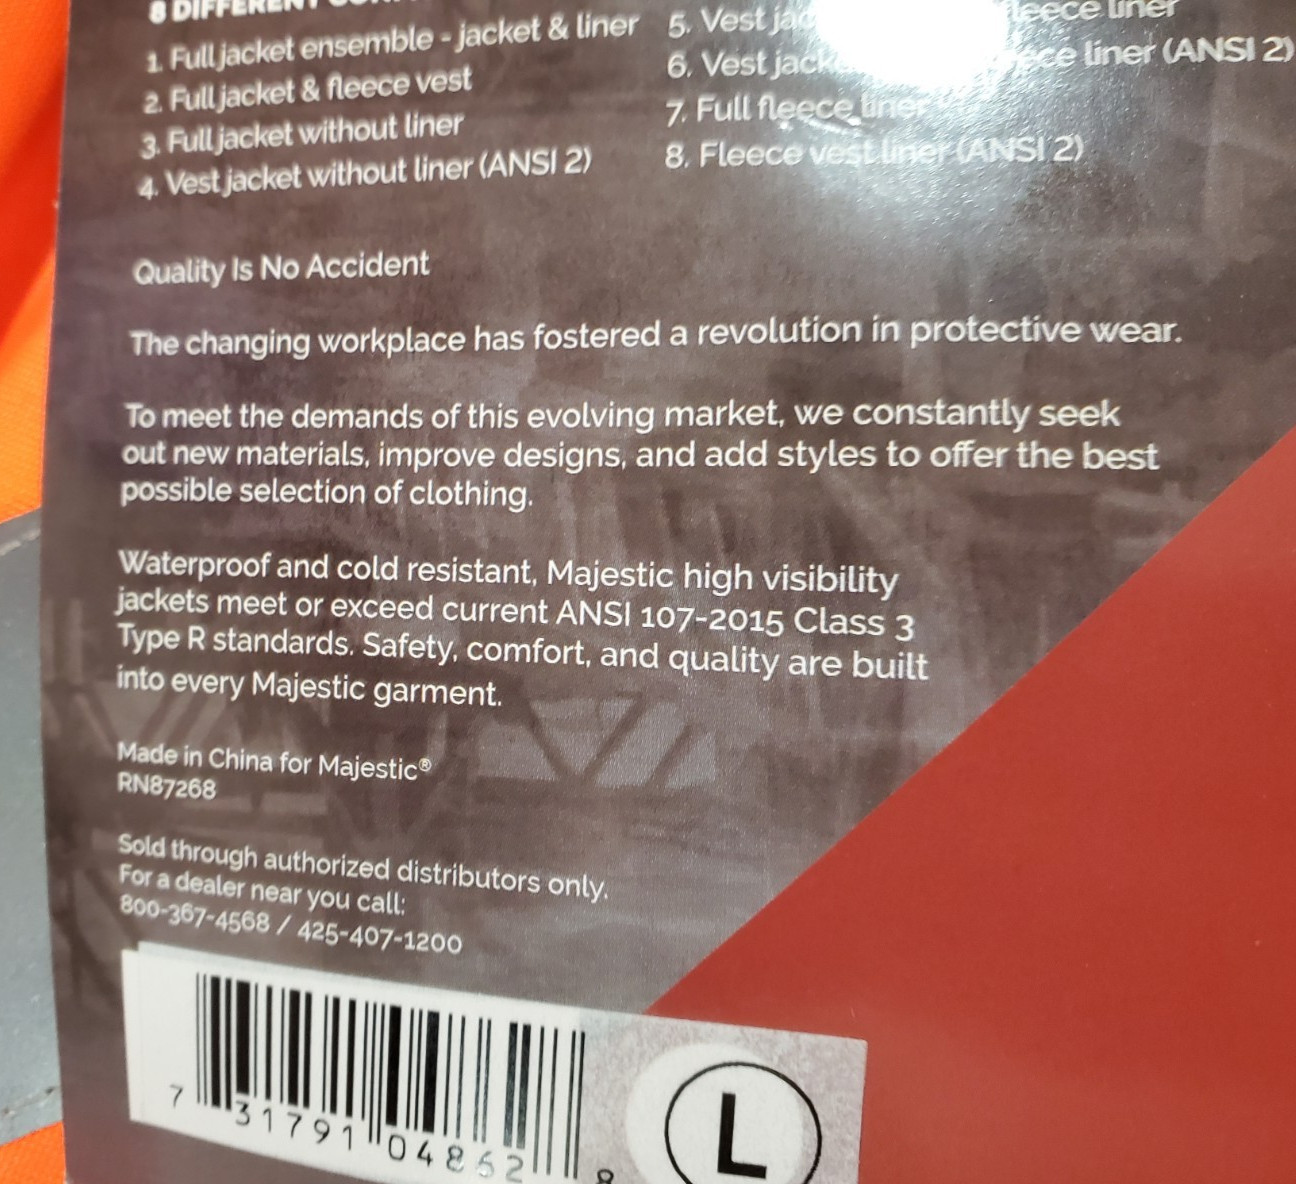 8 DIFFERENT
1. Full jacket ensemble - jacket & liner
2. Full jacket & fleece vest
3. Full jacket without liner
4. Vest jacket without liner (ANSI 2)
5. Vest fleece liner
6. Vest jacket liner (ANSI 2)
7. Full fleece liner
8. Fleece vest liner (ANSI 2)
Quality Is No Accident
The changing workplace has fostered a revolution in protective wear.
To meet the demands of this evolving market, we constantly seek
out new materials, improve designs, and add styles to offer the best
possible selection of clothing.
Waterproof and cold resistant, Majestic high visibility
jackets meet or exceed current ANSI 107-2015 Class 3
Type R standards. Safety, comfort, and quality are built
into every Majestic garment.
Made in China for Majestic®
RN87268
Sold through authorized distributors only.
For a dealer near you call:
800-367-4568 / 425-407-1200
7 31791 04862 8
L